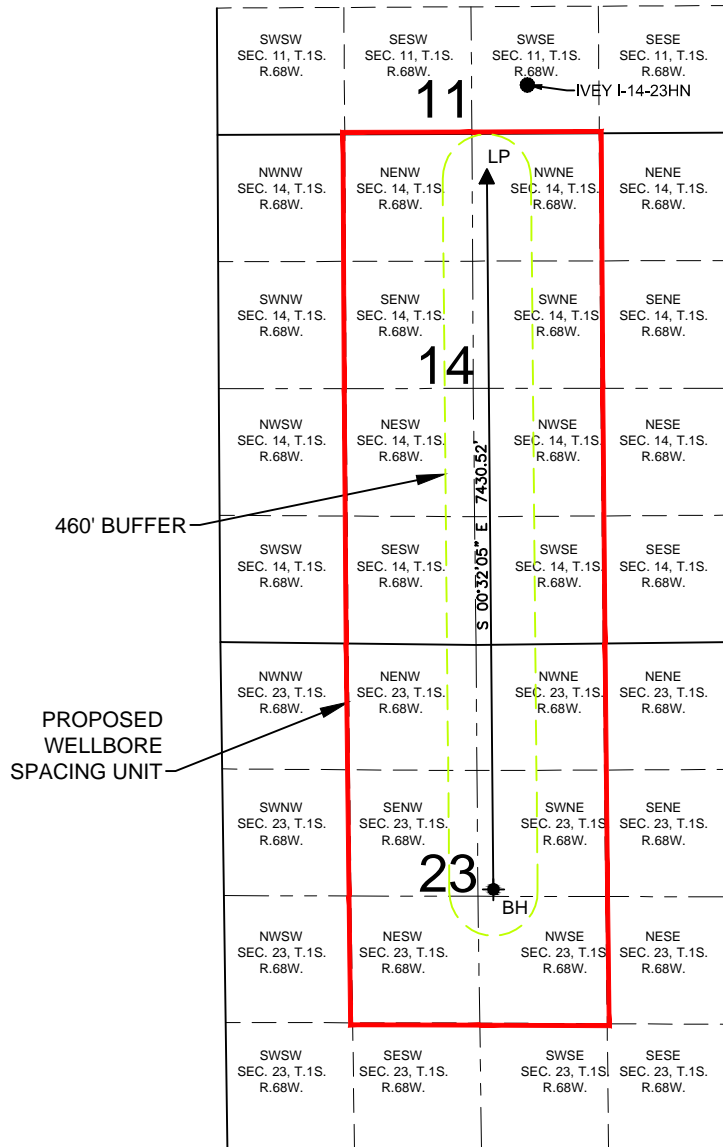 SWSW
SEC. 11, T.1S.
R.68W.
SESW
SEC. 11, T.1S.
R.68W.
SWSE
SEC. 11, T.1S.
R.68W.
SESE
SEC. 11, T.1S.
R.68W.
11
IVEY I-14-23HN
LP
NWNW
SEC. 14, T.1S.
R.68W.
NENW
SEC. 14, T.1S.
R.68W.
NWNE
SEC. 14, T.1S.
R.68W.
NENE
SEC. 14, T.1S.
R.68W.
SWNW
SEC. 14, T.1S.
R.68W.
SENW
SEC. 14, T.1S.
R.68W.
SWNE
SEC. 14, T.1S.
R.68W.
SENE
SEC. 14, T.1S.
R.68W.
14
NWSW
SEC. 14, T.1S.
R.68W.
NESW
SEC. 14, T.1S.
R.68W.
NWSE
SEC. 14, T.1S.
R.68W.
NESE
SEC. 14, T.1S.
R.68W.
S 00°32'05" E 7430.52'
460' BUFFER
SWSW
SEC. 14, T.1S.
R.68W.
SESW
SEC. 14, T.1S.
R.68W.
SWSE
SEC. 14, T.1S.
R.68W.
SESE
SEC. 14, T.1S.
R.68W.
NWNW
SEC. 23, T.1S.
R.68W.
NENW
SEC. 23, T.1S.
R.68W.
NWNE
SEC. 23, T.1S.
R.68W.
NENE
SEC. 23, T.1S.
R.68W.
PROPOSED
WELLBORE
SPACING UNIT
SWNW
SEC. 23, T.1S.
R.68W.
SENW
SEC. 23, T.1S.
R.68W.
SWNE
SEC. 23, T.1S.
R.68W.
SENE
SEC. 23, T.1S.
R.68W.
23
BH
NWSW
SEC. 23, T.1S.
R.68W.
NESW
SEC. 23, T.1S.
R.68W.
NWSE
SEC. 23, T.1S.
R.68W.
NESE
SEC. 23, T.1S.
R.68W.
SWSW
SEC. 23, T.1S.
R.68W.
SESW
SEC. 23, T.1S.
R.68W.
SWSE
SEC. 23, T.1S.
R.68W.
SESE
SEC. 23, T.1S.
R.68W.